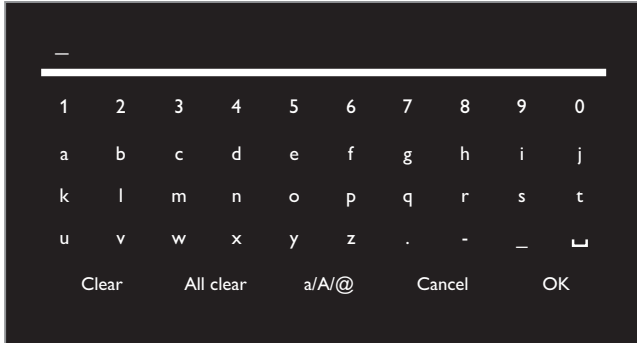 _
1 2 3 4 5 6 7 8 9 0
a b c d e f g h i j
k l m n o p q r s t
u v w x y z . - _ ␣
Clear All clear a/A/@ Cancel OK